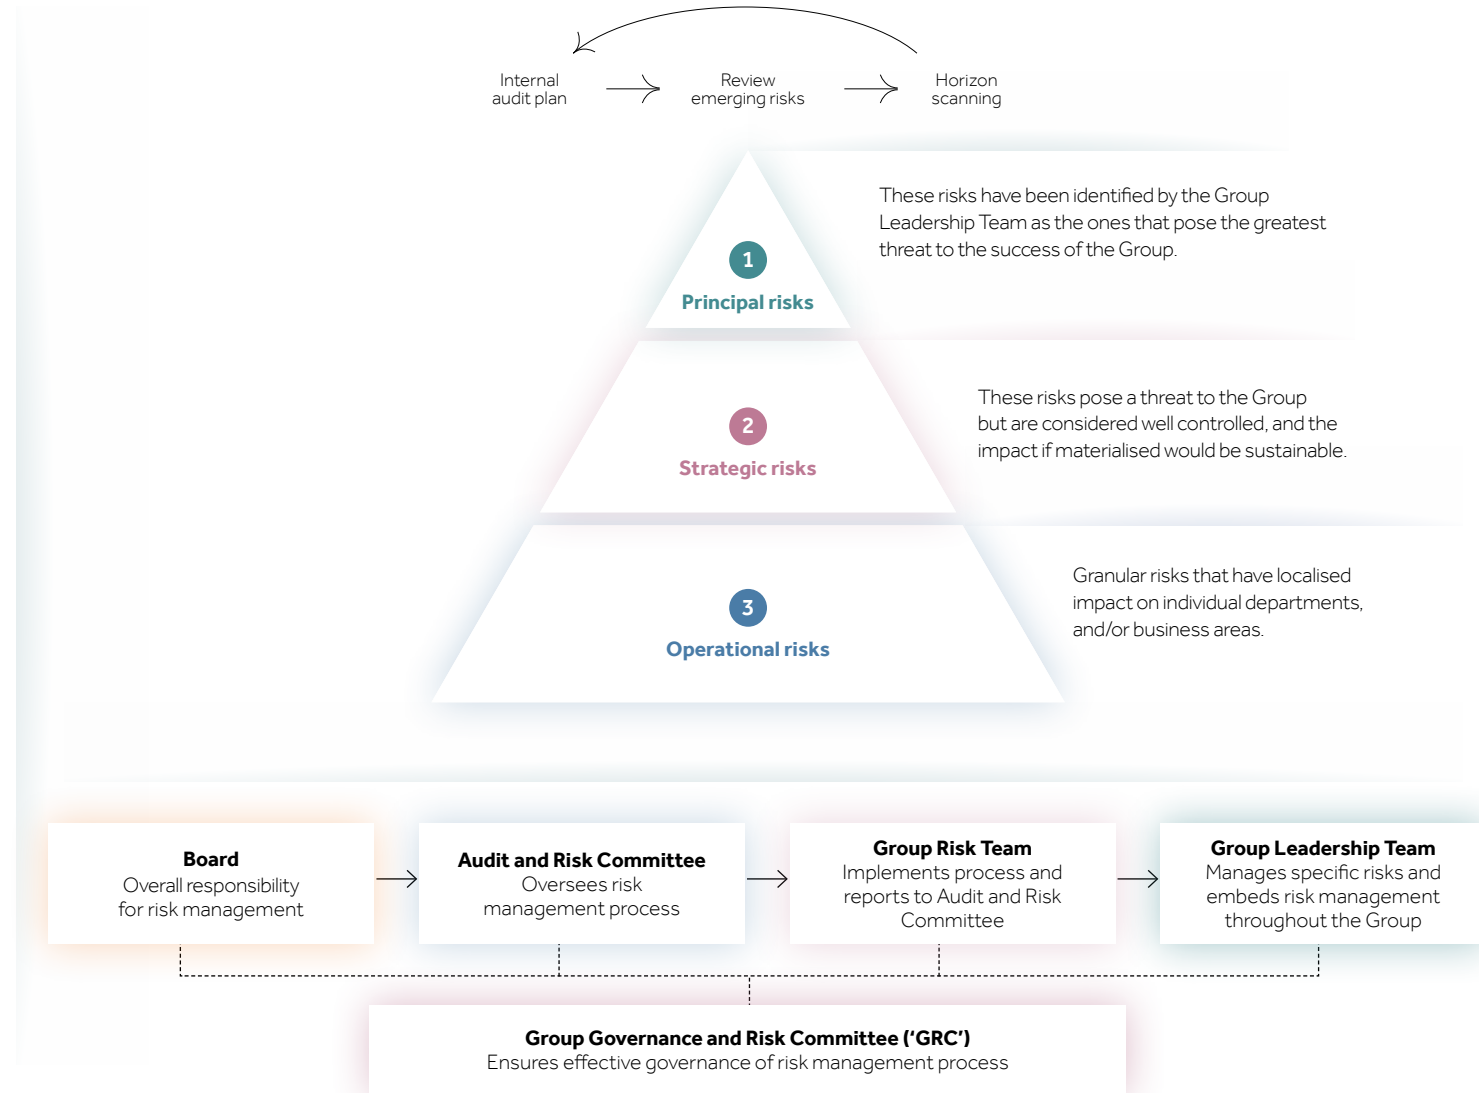 Internal
audit plan
Review
emerging risks
Horizon
scanning
These risks have been identified by the Group
Leadership Team as the ones that pose the greatest
threat to the success of the Group.
1
Principal risks
These risks pose a threat to the Group
but are considered well controlled, and the
impact if materialised would be sustainable.
2
Strategic risks
Granular risks that have localised
impact on individual departments,
and/or business areas.
3
Operational risks
Board
Overall responsibility
for risk management
Audit and Risk Committee
Oversees risk
management process
Group Risk Team
Implements process and
reports to Audit and Risk
Committee
Group Leadership Team
Manages specific risks and
embeds risk management
throughout the Group
Group Governance and Risk Committee (‘GRC’)
Ensures effective governance of risk management process